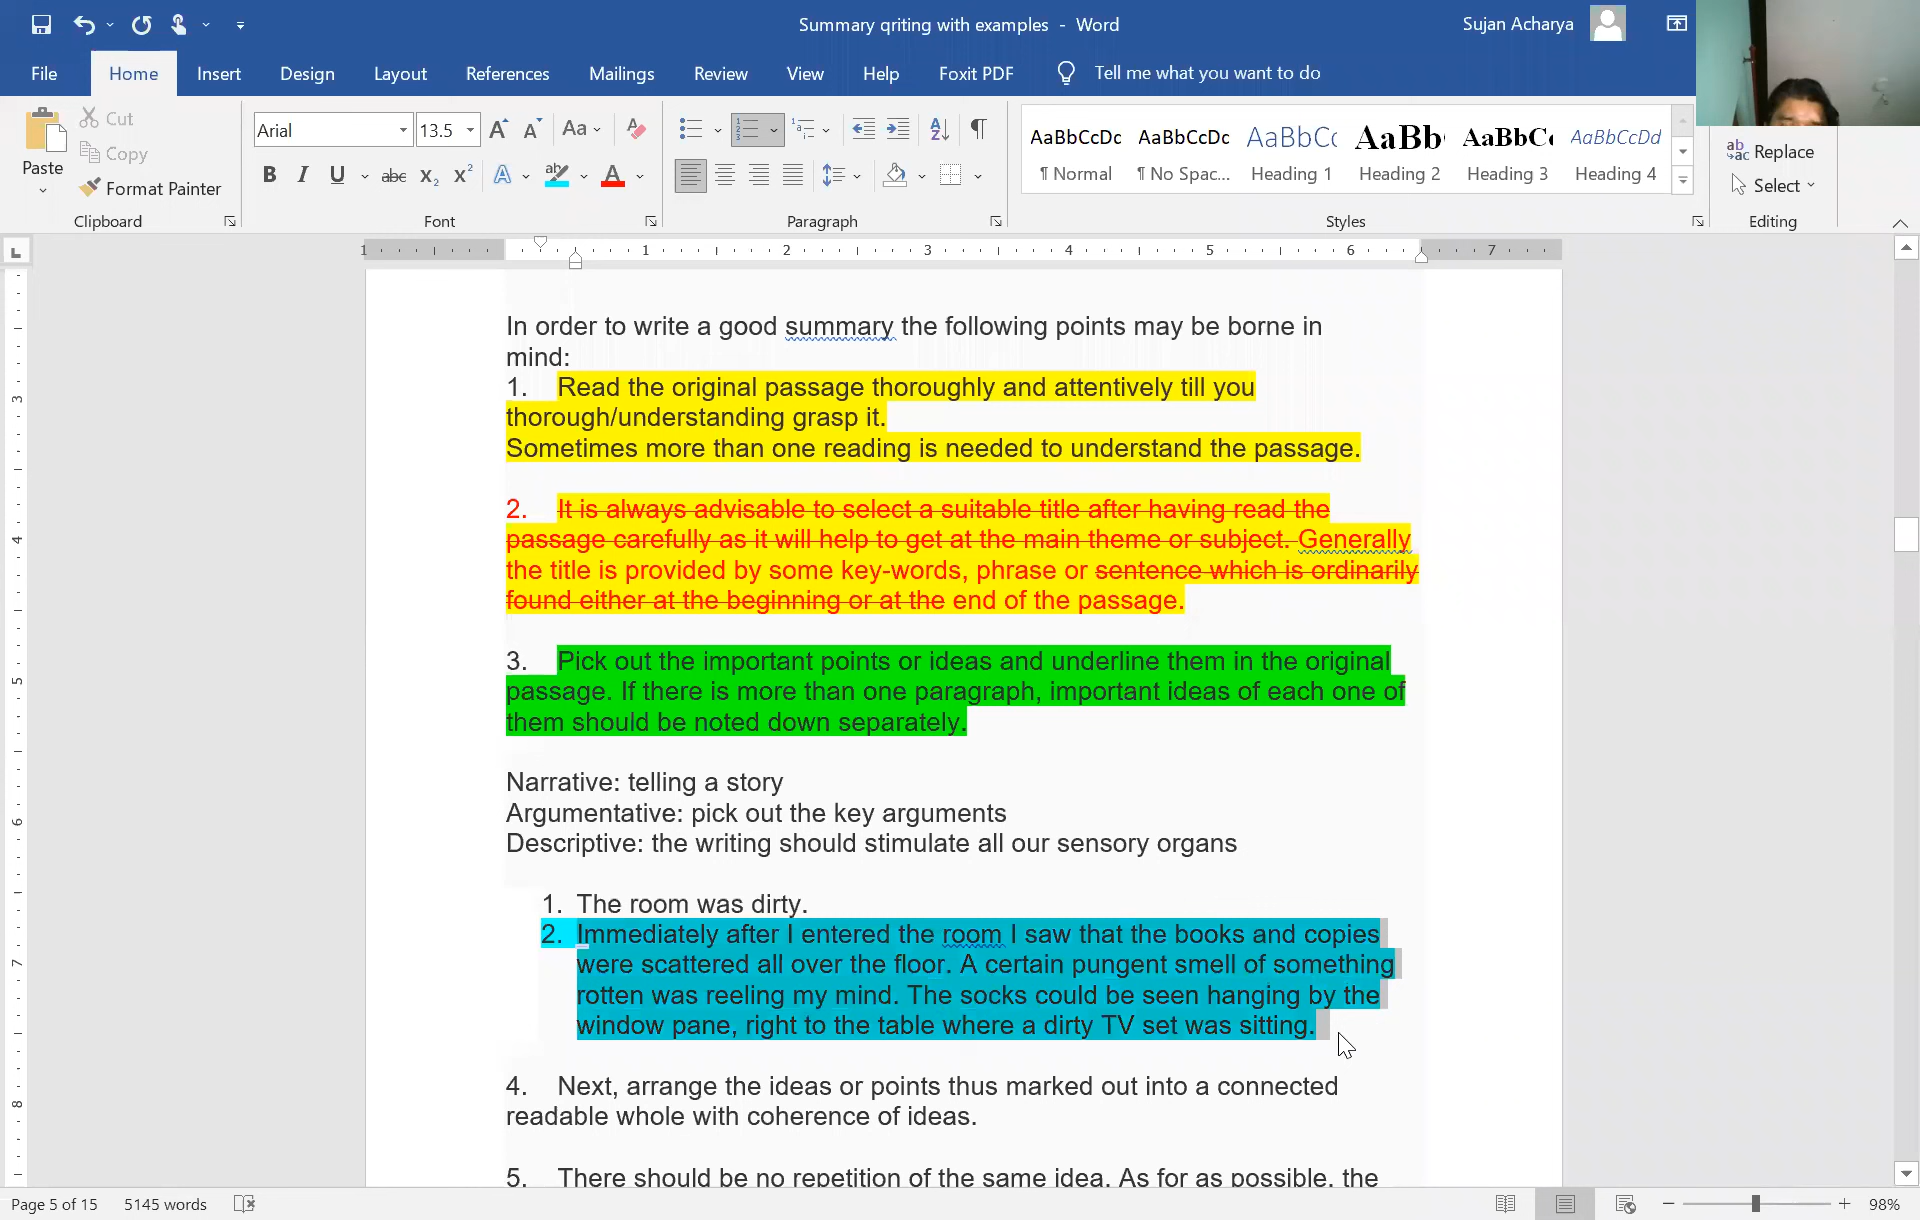 Summary qriting with examples - Word
Sujan Acharya
File Home Insert Design Layout References Mailings Review View Help Foxit PDF Tell me what you want to do
Paste
Cut
Copy
Format Painter
Clipboard
Arial 13.5
Font
Paragraph
AaBbCcDc AaBbCcDc AaBbCc AaBb AaBbC AaBbCcDd
¶ Normal ¶ No Spac... Heading 1 Heading 2 Heading 3 Heading 4
Styles
Replace
Select
Editing
1 1 2 3 4 5 6 7
In order to write a good summary the following points may be borne in
mind:
1. Read the original passage thoroughly and attentively till you
thorough/understanding grasp it.
Sometimes more than one reading is needed to understand the passage.
2. It is always advisable to select a suitable title after having read the
passage carefully as it will help to get at the main theme or subject. Generally
the title is provided by some key-words, phrase or sentence which is ordinarily
found either at the beginning or at the end of the passage.
3. Pick out the important points or ideas and underline them in the original
passage. If there is more than one paragraph, important ideas of each one of
them should be noted down separately.
Narrative: telling a story
Argumentative: pick out the key arguments
Descriptive: the writing should stimulate all our sensory organs
1. The room was dirty.
2. Immediately after I entered the room I saw that the books and copies
were scattered all over the floor. A certain pungent smell of something
rotten was reeling my mind. The socks could be seen hanging by the
window pane, right to the table where a dirty TV set was sitting.
4. Next, arrange the ideas or points thus marked out into a connected
readable whole with coherence of ideas.
5. There should be no repetition of the same idea. As for as possible, the
3
4
5
6
7
8
Page 5 of 15 5145 words 98%